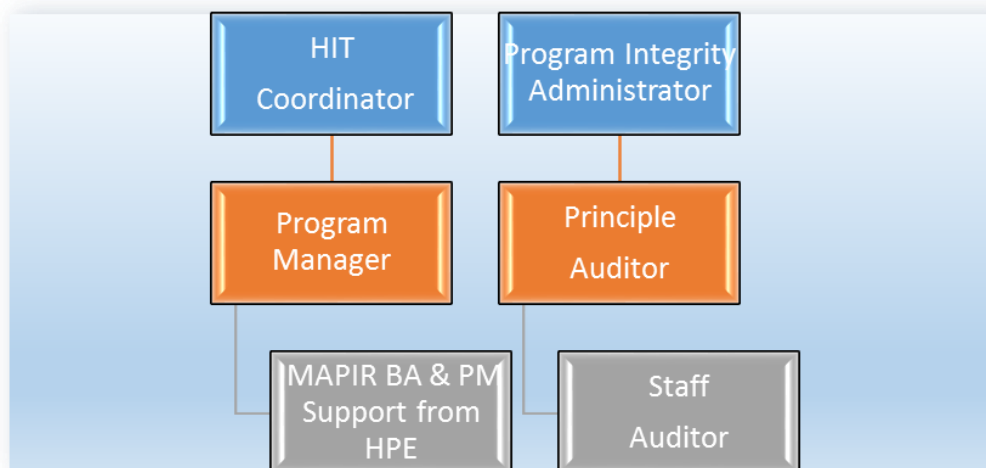 HIT
Coordinator
Program Integrity
Administrator
Program
Manager
Principle
Auditor
MAPIR BA & PM
Support from
HPE
Staff
Auditor